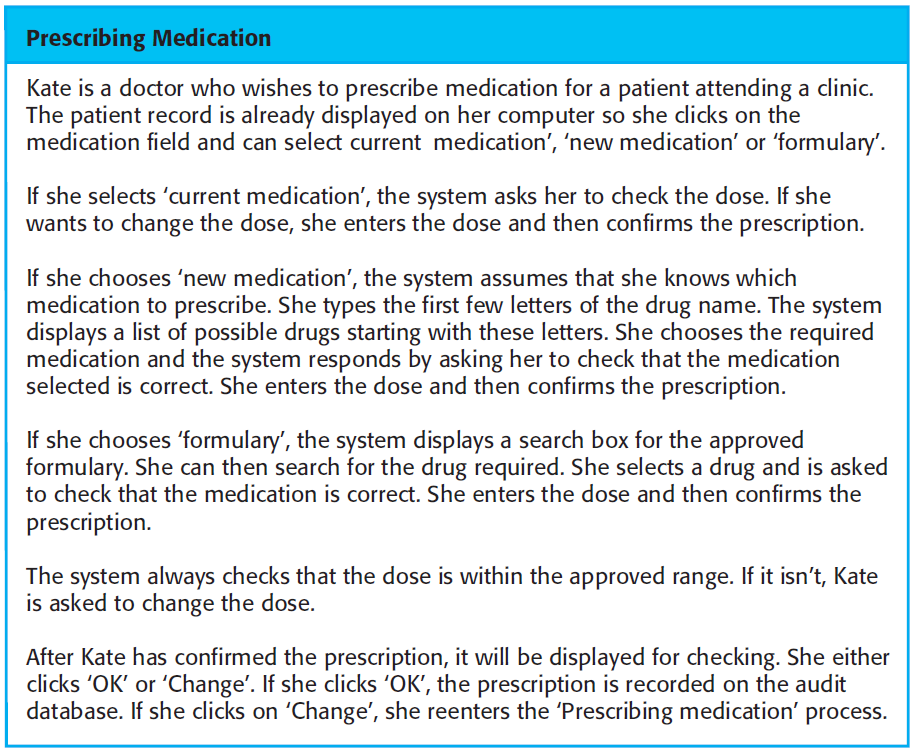 Prescribing Medication
Kate is a doctor who wishes to prescribe medication for a patient attending a clinic.
The patient record is already displayed on her computer so she clicks on the
medication field and can select current  medication’, ‘new medication’ or ‘formulary’.
If she selects ‘current medication’, the system asks her to check the dose. If she
wants to change the dose, she enters the dose and then confirms the prescription.
If she chooses ‘new medication’, the system assumes that she knows which
medication to prescribe. She types the first few letters of the drug name. The system
displays a list of possible drugs starting with these letters. She chooses the required
medication and the system responds by asking her to check that the medication
selected is correct. She enters the dose and then confirms the prescription.
If she chooses ‘formulary’, the system displays a search box for the approved
formulary. She can then search for the drug required. She selects a drug and is asked
to check that the medication is correct. She enters the dose and then confirms the
prescription.
The system always checks that the dose is within the approved range. If it isn’t, Kate
is asked to change the dose.
After Kate has confirmed the prescription, it will be displayed for checking. She either
clicks ‘OK’ or ‘Change’. If she clicks ‘OK’, the prescription is recorded on the audit
database. If she clicks on ‘Change’, she reenters the ‘Prescribing medication’ process.